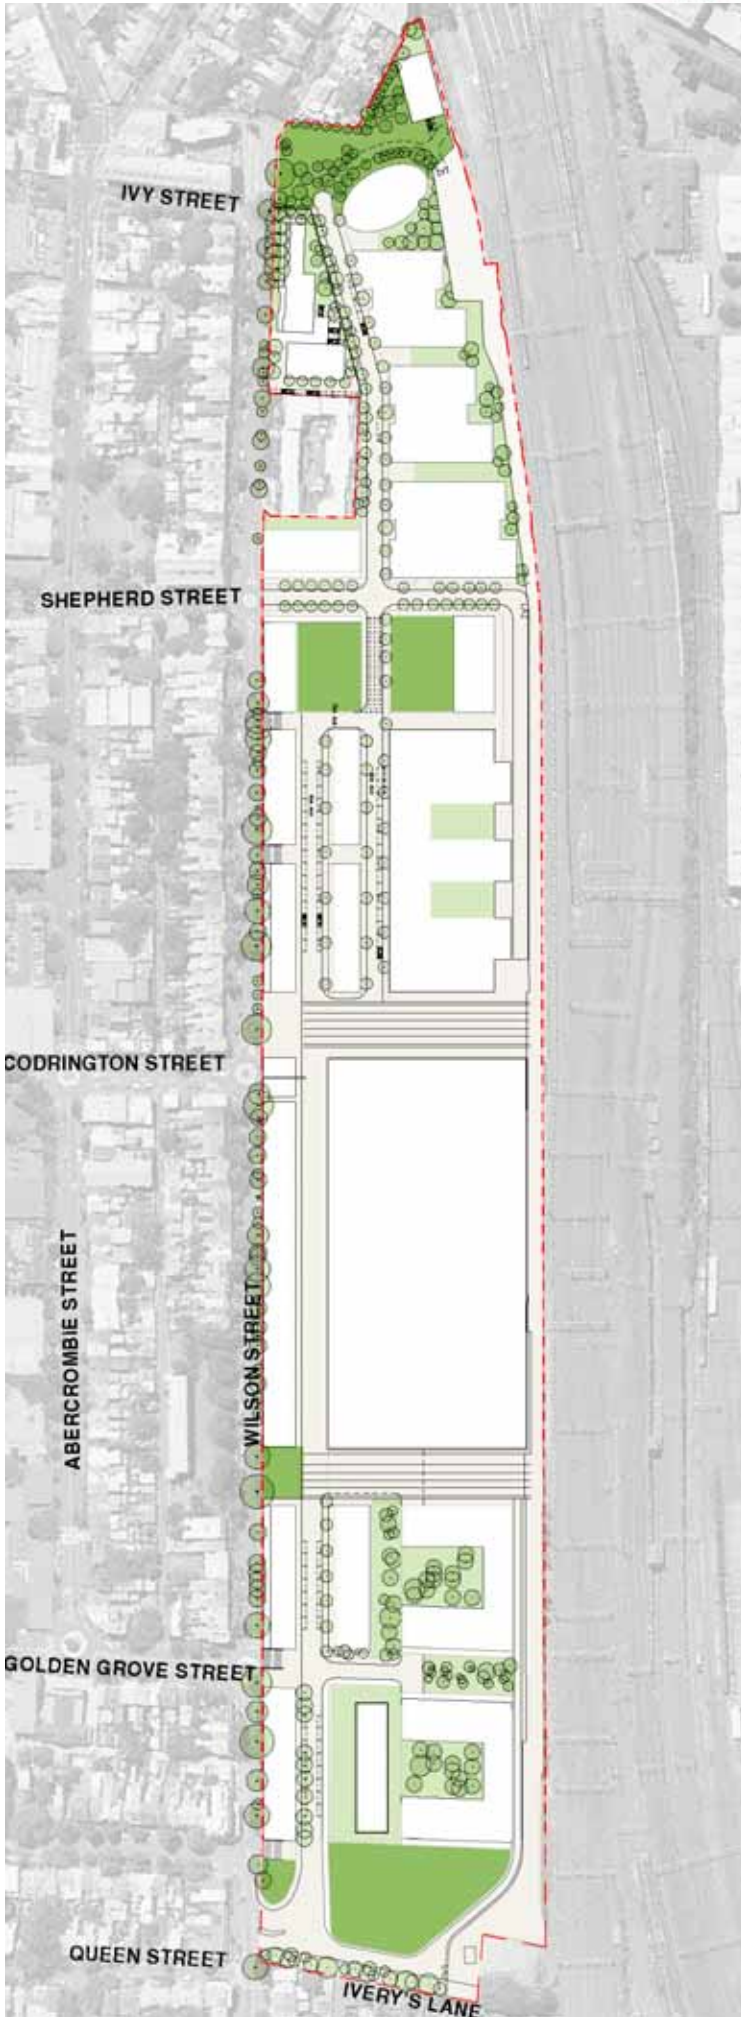 IVY STREET
SHEPHERD STREET
CODRINGTON STREET
ABERCROMBIE STREET
WILSON STREET
GOLDEN GROVE STREET
QUEEN STREET
IVERY'S LANE